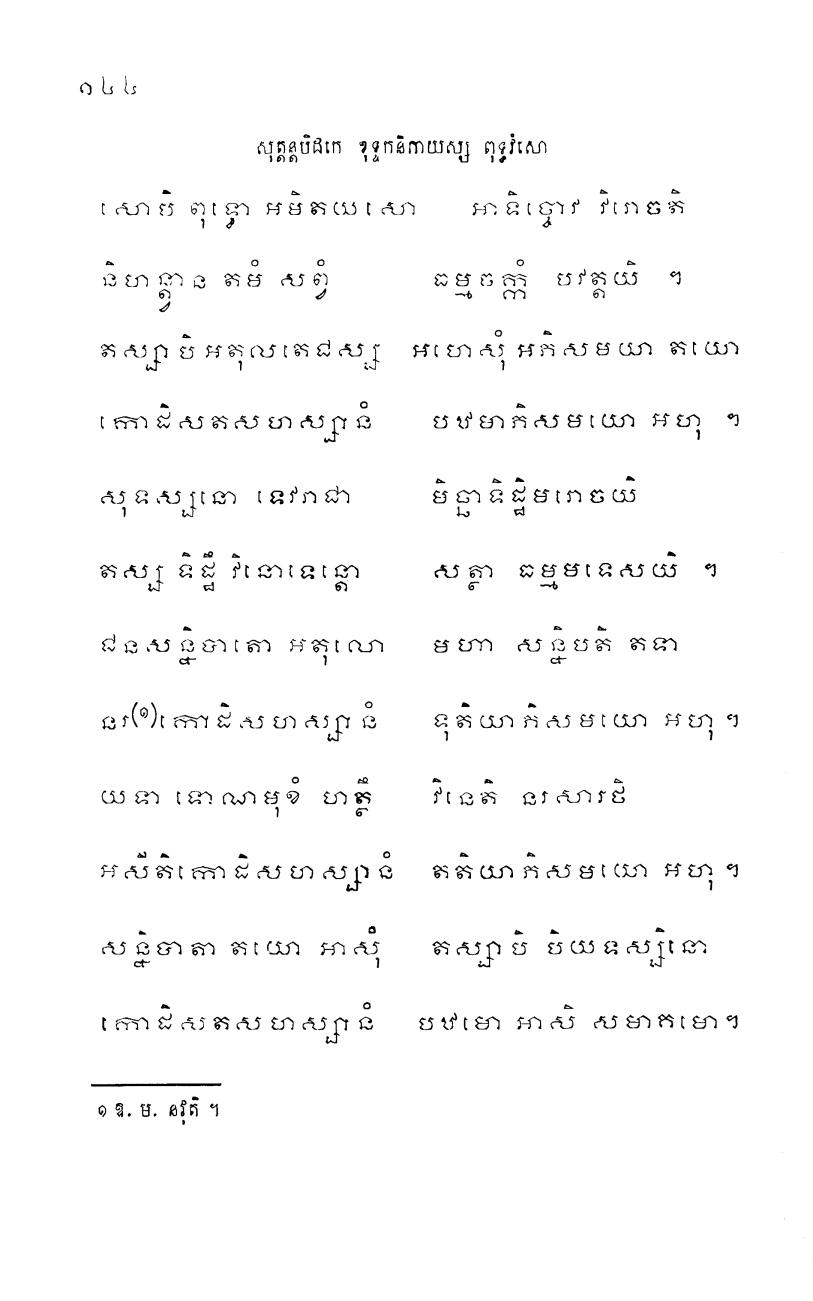 ១៤៤
សុត្តន្តបិដកេ ខុទ្ទកនិកាយស្ស ពុទ្ធវំសោ
សោបិ ពុទ្ធោ អមិតយសោ អាទិច្ចោវ វិរោចតិ
និហន្ត្វាន តមំ សព្វំ ធម្មចក្កំ បវត្តយិ ។
តស្សាបិ អតុលតេជស្ស អហេសុំ អភិសមយា តយោ
កោដិសតសហស្សានំ បឋមាភិសមយោ អហុ ។
សុទស្សនោ ទេវរាជា មិច្ឆាទិដ្ឋិមរោចយិ
តស្ស ទិដ្ឋឹ វិនោទេន្តោ សត្ថា ធម្មមទេសយិ ។
ជនសន្និបាតោ អតុលោ មហា សន្និបតិ តទា
នរ(១)កោដិសហស្សានំ ទុតិយាភិសមយោ អហុ ។
យទា ទោណាមុខំ ហត្ថឹ វិនេតិ នរសារថិ
អសីតិកោដិសហស្សានំ តតិយាភិសមយោ អហុ ។
សន្និបាតា តយោ អាសុំ តស្សាបិ បិយទស្សិនោ
កោដិសតសហស្សានំ បឋមោ អាសិ សមាគមោ ។
១ ឱ. ម. នវុតិ ។